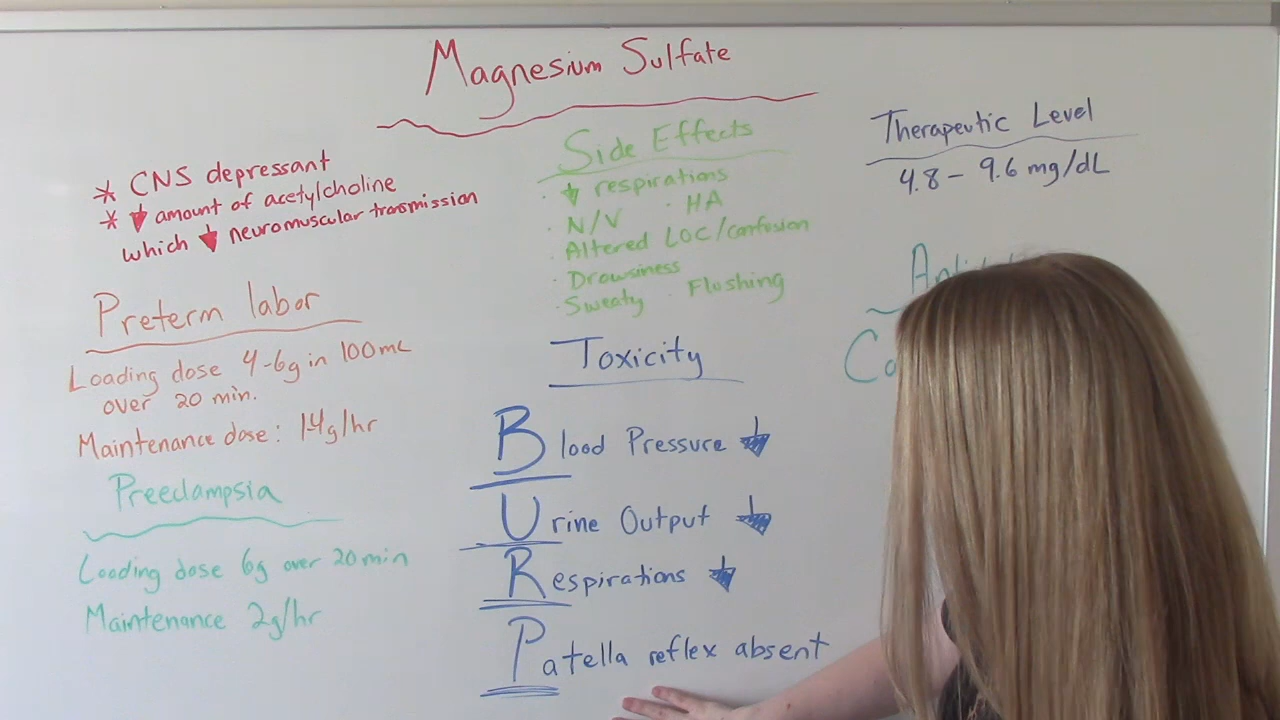 Magnesium Sulfate
* CNS depressant
* ↓ amount of acetylcholine
which ↓ neuromuscular transmission
Preterm labor
Loading dose 4-6g in 100mL
over 20 min.
Maintenance dose: 1-4g/hr
Preeclampsia
Loading dose 6g over 20 min
Maintenance 2g/hr
Side Effects
· ↓ respirations
· N/V · HA
· Altered LOC/confusion
· Drowsiness
· Sweaty · Flushing
Toxicity
Blood Pressure ↓
Urine Output ↓
Respirations ↓
Patella reflex absent
Therapeutic Level
4.8 - 9.6 mg/dL